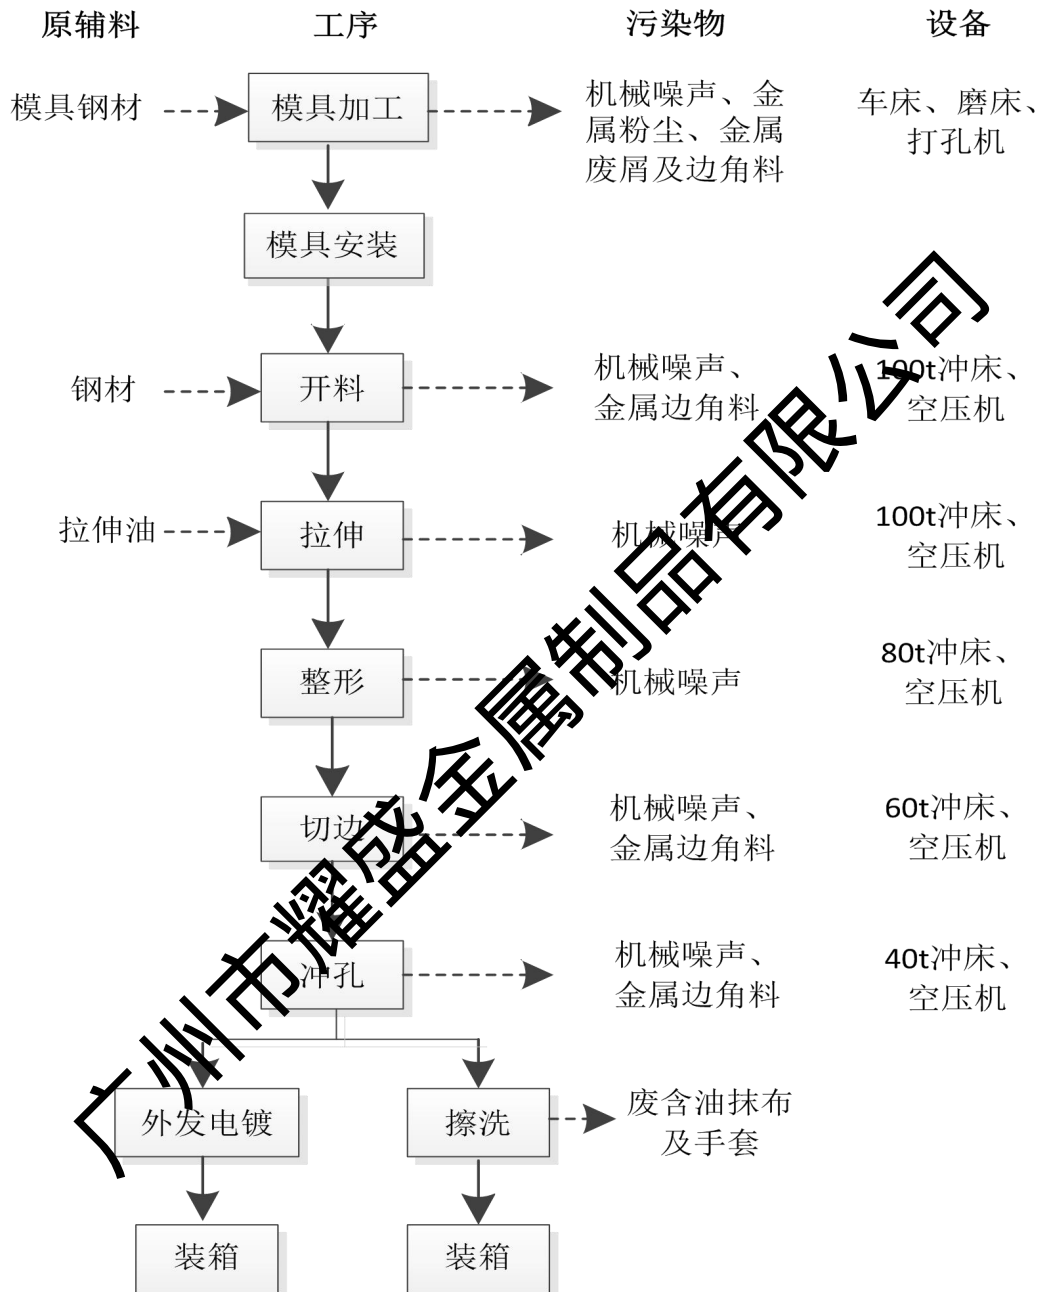 原辅料 工序 污染物 设备
模具钢材 模具加工 机械噪声、金
属粉尘、金属
废屑及边角料 车床、磨床、
打孔机
模具安装
钢材 开料 机械噪声、
金属边角料 100t冲床、
空压机
拉伸油 拉伸 机械噪声 100t冲床、
空压机
整形 机械噪声 80t冲床、
空压机
切边 机械噪声、
金属边角料 60t冲床、
空压机
冲孔 机械噪声、
金属边角料 40t冲床、
空压机
外发电镀 擦洗 废含油抹布
及手套
装箱 装箱
广州市耀盛金属制品有限公司